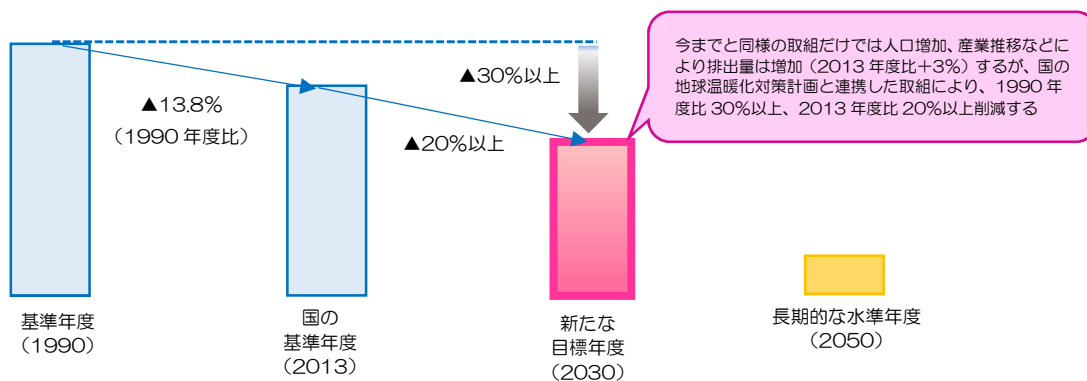 今までと同様の取組だけでは人口増加、産業推移などに
より排出量は増加（2013 年度比＋3％）するが、国の
地球温暖化対策計画と連携した取組により、1990 年
度比 30％以上、2013 年度比 20％以上削減する
▲30％以上
▲13.8％
（1990 年度比）
▲20％以上
基準年度
（1990）
国の
基準年度
（2013）
新たな
目標年度
（2030）
長期的な水準年度
（2050）